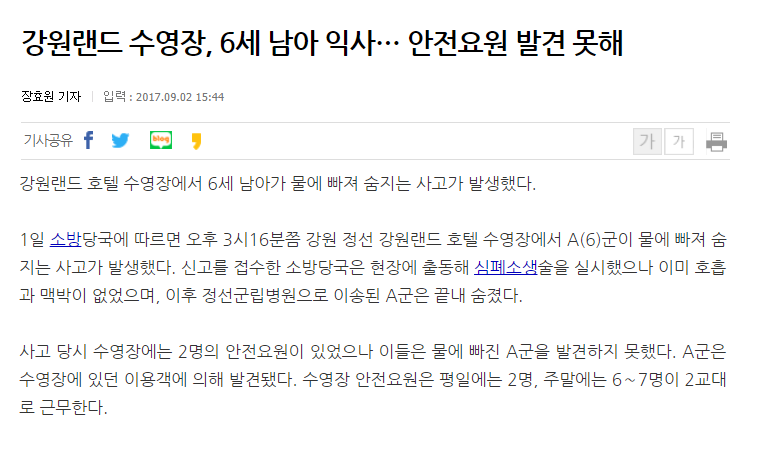 강원랜드 수영장, 6세 남아 익사… 안전요원 발견 못해
장효원 기자 | 입력 : 2017.09.02 15:44
기사공유 f blog 가 가
강원랜드 호텔 수영장에서 6세 남아가 물에 빠져 숨지는 사고가 발생했다.
1일 소방당국에 따르면 오후 3시16분쯤 강원 정선 강원랜드 호텔 수영장에서 A(6)군이 물에 빠져 숨
지는 사고가 발생했다. 신고를 접수한 소방당국은 현장에 출동해 심폐소생술을 실시했으나 이미 호흡
과 맥박이 없었으며, 이후 정선군립병원으로 이송된 A군은 끝내 숨졌다.
사고 당시 수영장에는 2명의 안전요원이 있었으나 이들은 물에 빠진 A군을 발견하지 못했다. A군은
수영장에 있던 이용객에 의해 발견됐다. 수영장 안전요원은 평일에는 2명, 주말에는 6~7명이 2교대
로 근무한다.